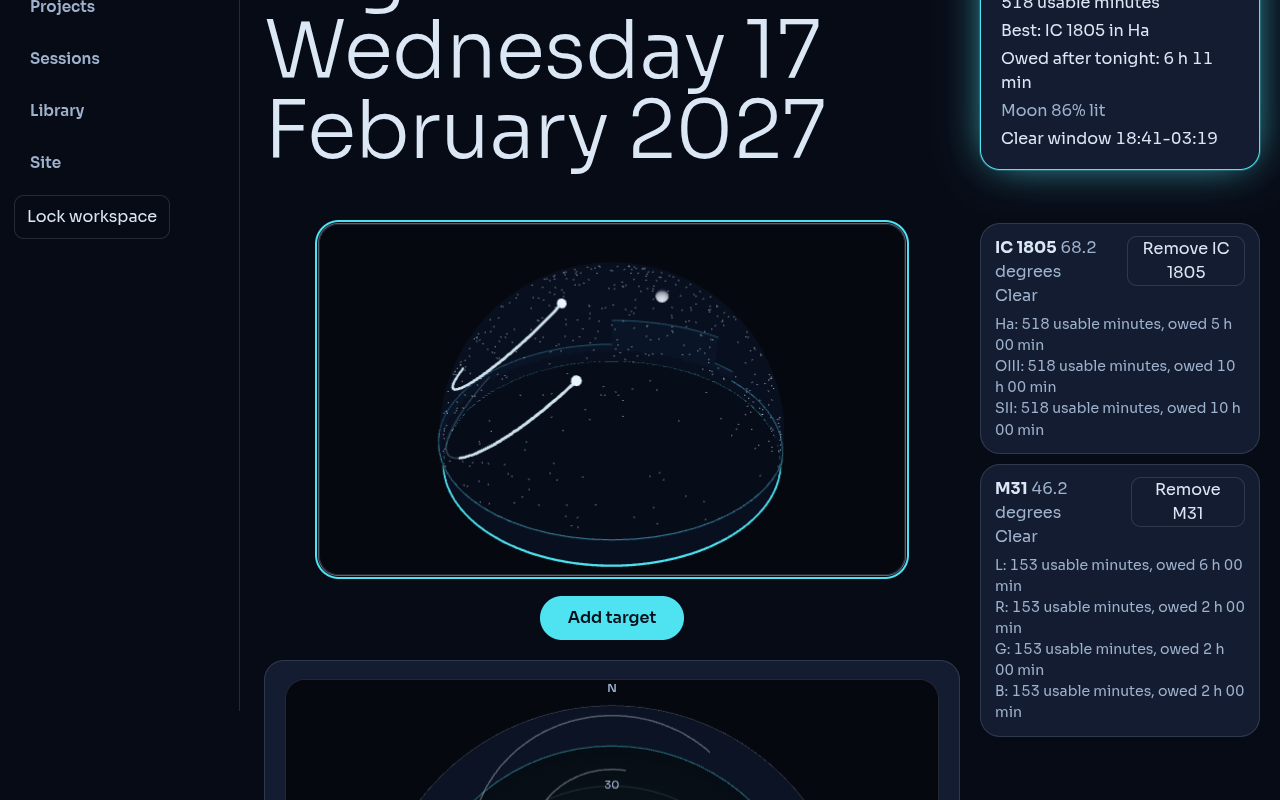 Projects
Sessions
Library
Site
Lock workspace
Wednesday 17
February 2027
518 usable minutes
Best: IC 1805 in Ha
Owed after tonight: 6 h 11
min
Moon 86% lit
Clear window 18:41-03:19
Add target
N
30
IC 1805 68.2
degrees
Clear
Remove IC
1805
Ha: 518 usable minutes, owed 5 h
00 min
OIII: 518 usable minutes, owed 10
h 00 min
SII: 518 usable minutes, owed 10 h
00 min
M31 46.2
degrees
Clear
Remove
M31
L: 153 usable minutes, owed 6 h 00
min
R: 153 usable minutes, owed 2 h 00
min
G: 153 usable minutes, owed 2 h
00 min
B: 153 usable minutes, owed 2 h 00
min